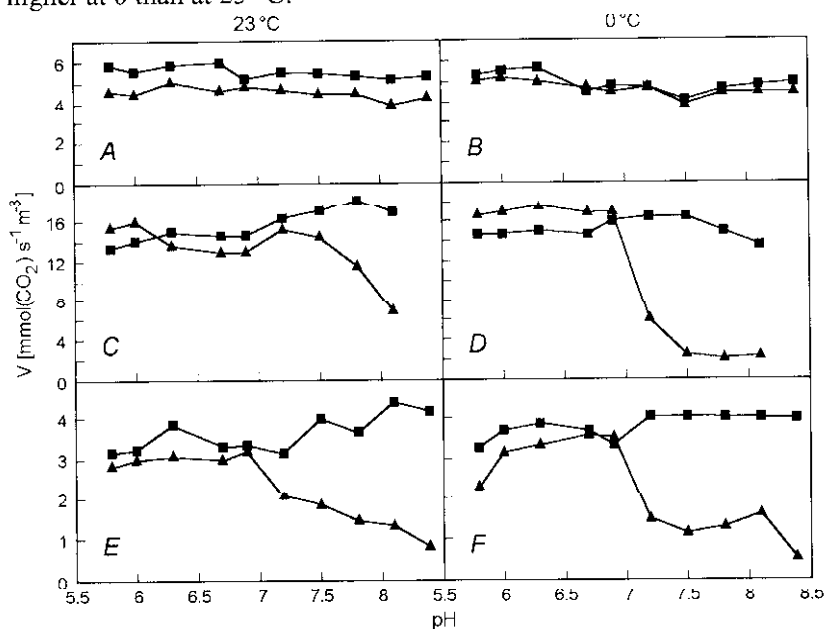 higher at 0 than at 23 °C.
23 °C
0 °C
6
4
2
0
A
B
16
12
8
4
0
C
D
4
3
2
1
0
E
F
V [mmol(CO2) s-1 m-3]
5.5 6 6.5 7 7.5 8 5.5 6 6.5 7 7.5 8 8.5
pH